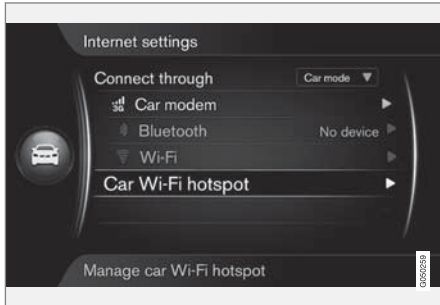 Internet settings
Connect through Car mode
3G Car modem
Bluetooth No device
Wi-Fi
Car Wi-Fi hotspot
Manage car Wi-Fi hotspot
G050259